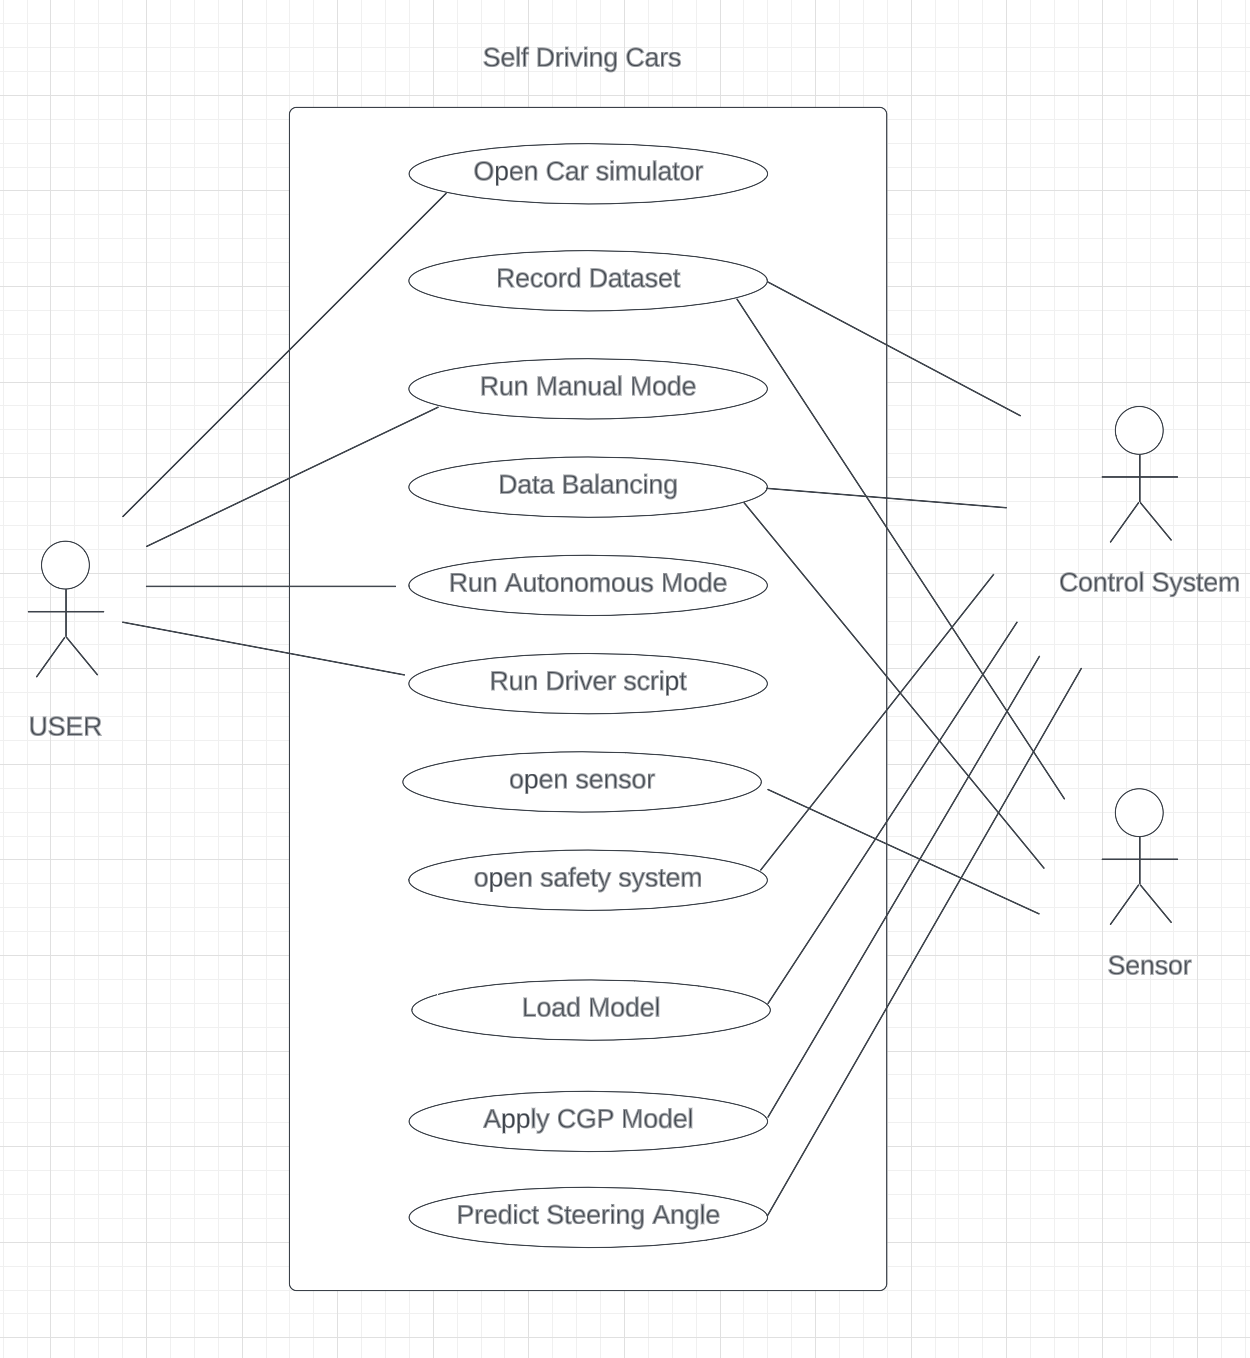 Self Driving Cars
Open Car simulator
Record Dataset
Run Manual Mode
Data Balancing
Run Autonomous Mode
Run Driver script
open sensor
open safety system
Load Model
Apply CGP Model
Predict Steering Angle
USER
Control System
Sensor